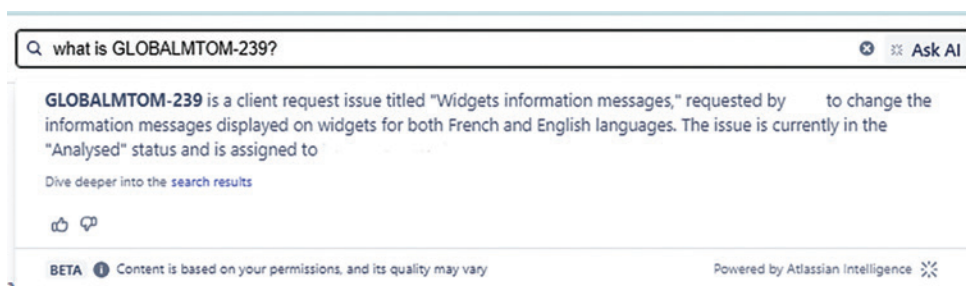 what is GLOBALMTOM-239?
Ask AI
GLOBALMTOM-239 is a client request issue titled "Widgets information messages," requested by to change the
information messages displayed on widgets for both French and English languages. The issue is currently in the
"Analysed" status and is assigned to
Dive deeper into the search results
BETA Content is based on your permissions, and its quality may vary
Powered by Atlassian Intelligence